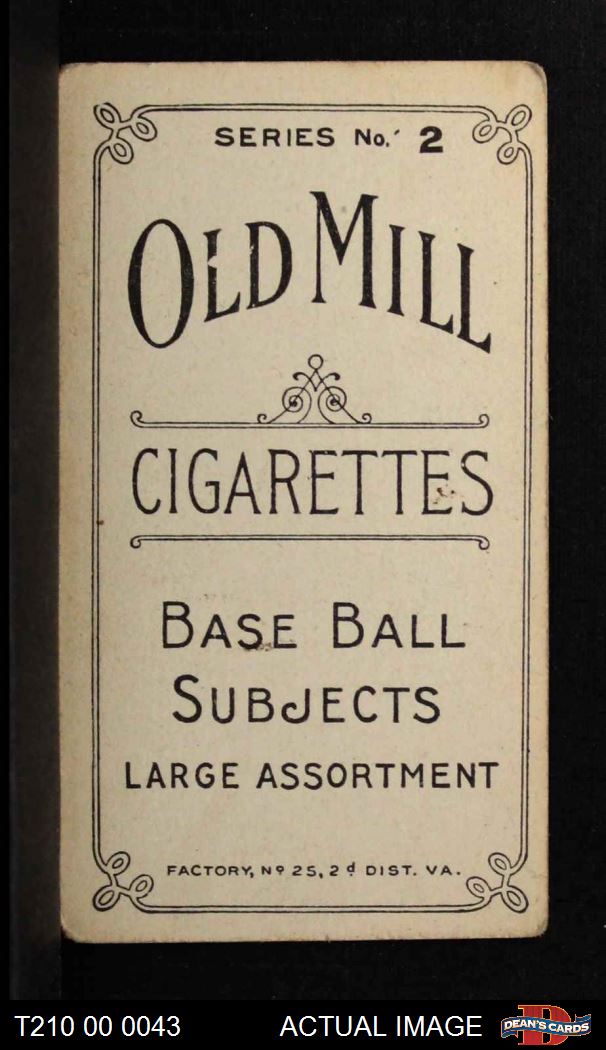 SERIES No. 2
OLD MILL
CIGARETTES
BASE BALL
SUBJECTS
LARGE ASSORTMENT
FACTORY, Nº 25, 2d DIST. VA.
T210 00 0043 ACTUAL IMAGE DEAN'S CARDS